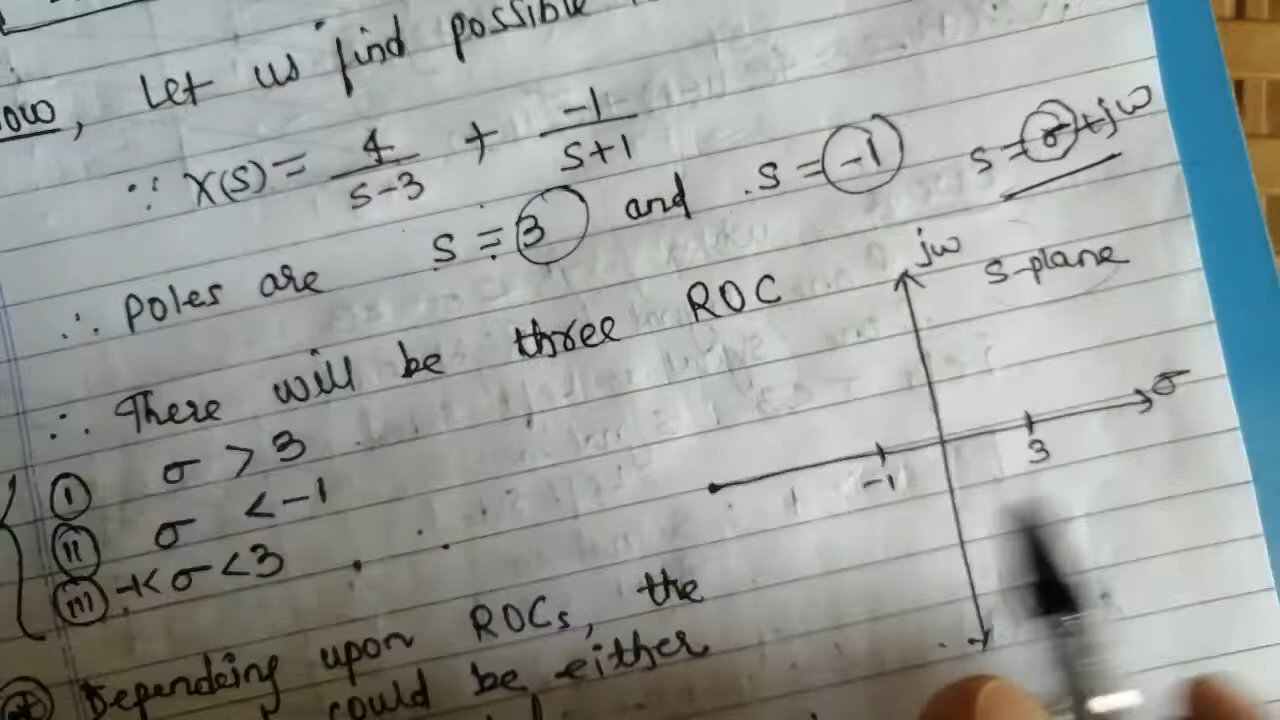 now, Let us find possible
∵ X(S) = 4/(S-3) + -1/(S+1)
∴ Poles are S = 3 and S = -1 S = σ+jω
∴ There will be three ROC
jω S-plane
σ
-1 3
(i) σ > 3
(ii) σ < -1
(iii) -1< σ <3
Depending upon ROCs, the
could be either